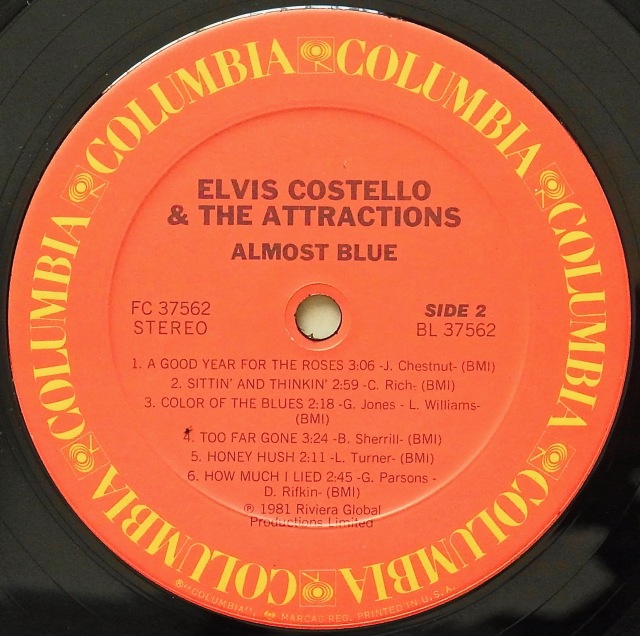 COLUMBIA COLUMBIA COLUMBIA COLUMBIA COLUMBIA COLUMBIA COLUMBIA
ELVIS COSTELLO
& THE ATTRACTIONS
ALMOST BLUE
FC 37562
STEREO
SIDE 2
BL 37562
1. A GOOD YEAR FOR THE ROSES 3:06 -J. Chestnut- (BMI)
2. SITTIN' AND THINKIN' 2:59 -C. Rich- (BMI)
3. COLOR OF THE BLUES 2:18 -G. Jones - L. Williams-
(BMI)
4. TOO FAR GONE 3:24 -B. Sherrill- (BMI)
5. HONEY HUSH 2:11 -L. Turner- (BMI)
6. HOW MUCH I LIED 2:45 -G. Parsons -
D. Rifkin- (BMI)
℗ 1981 Riviera Global
Productions Limited
® "COLUMBIA", MARCAS REG. PRINTED IN U.S.A.